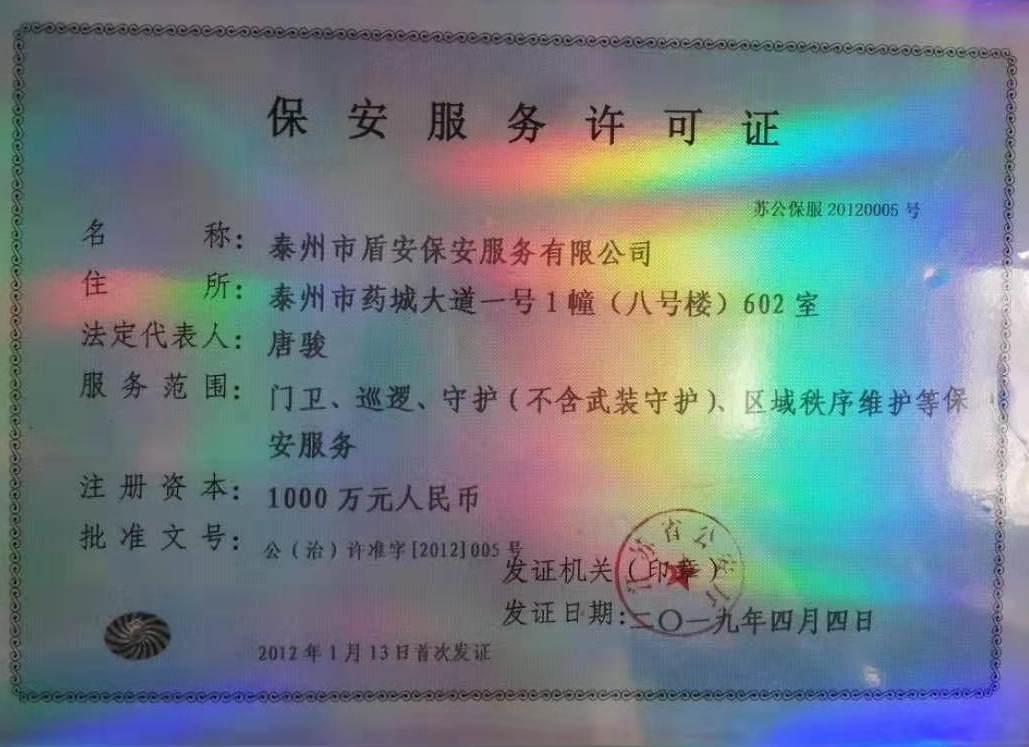 保安服务许可证
苏公保服 20120005 号
名称：泰州市盾安保安服务有限公司
住所：泰州市药城大道一号1幢（八号楼）602室
法定代表人：唐骏
服务范围：门卫、巡逻、守护（不含武装守护）、区域秩序维护等保
安服务
注册资本：1000万元人民币
批准文号：公（治）许准字[2012]005号
发证机关（印章）
江苏省公安厅
发证日期：二〇一九年四月四日
2012年1月13日首次发证